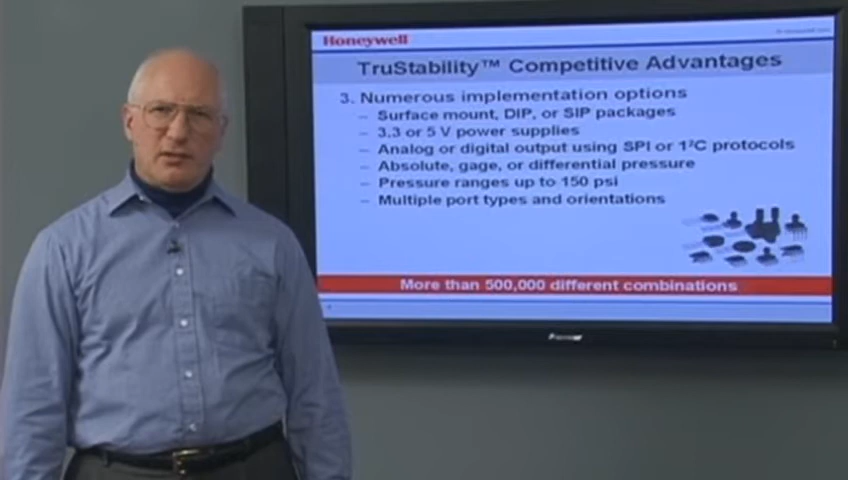 Honeywell
TruStability™ Competitive Advantages
3. Numerous implementation options
– Surface mount, DIP, or SIP packages
– 3.3 or 5 V power supplies
– Analog or digital output using SPI or 1²C protocols
– Absolute, gage, or differential pressure
– Pressure ranges up to 150 psi
– Multiple port types and orientations
More than 500,000 different combinations